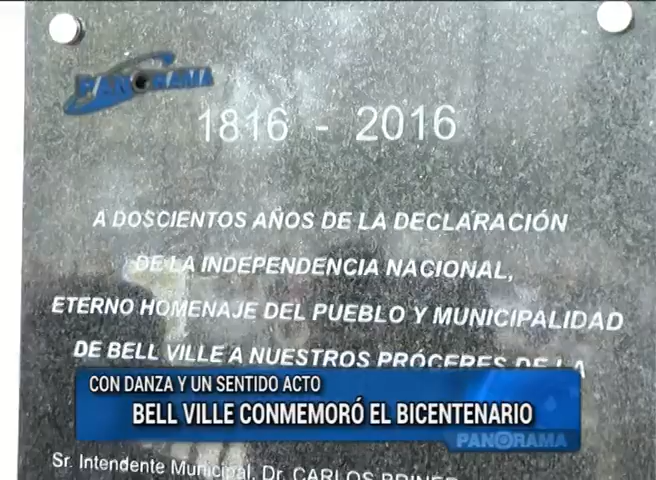 PANORAMA
1816 - 2016
A DOSCIENTOS AÑOS DE LA DECLARACIÓN
DE LA INDEPENDENCIA NACIONAL,
ETERNO HOMENAJE DEL PUEBLO Y MUNICIPALIDAD
DE BELL VILLE A NUESTROS PRÓCERES DE LA
CON DANZA Y UN SENTIDO ACTO
BELL VILLE CONMEMORÓ EL BICENTENARIO
PANORAMA
Sr. Intendente Municipal, Dr. CARLOS